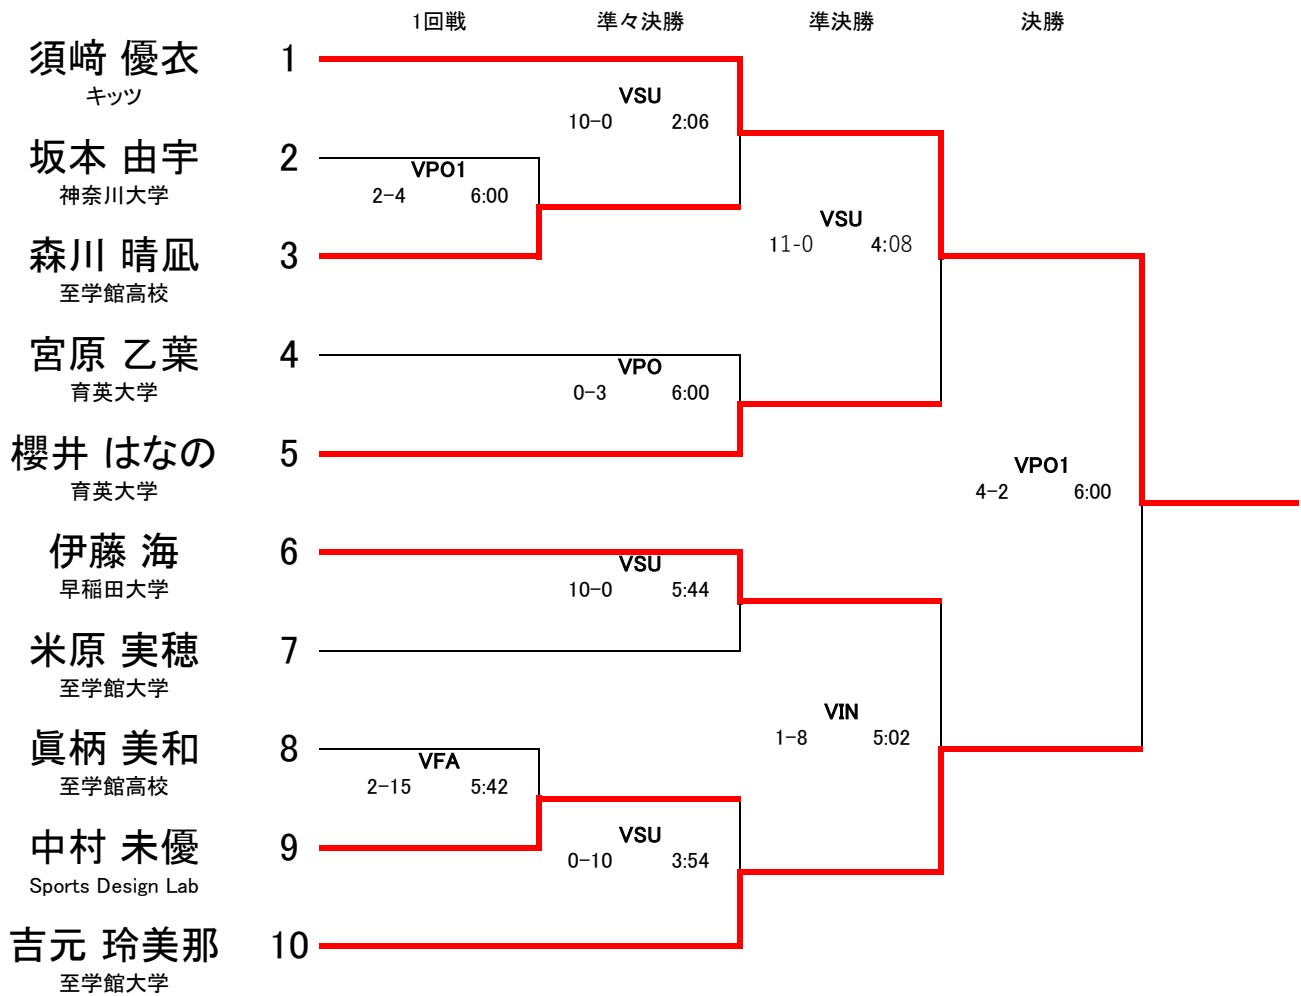 1回戦 準々決勝 準決勝 決勝
須﨑 優衣 1
キッツ
VSU
10-0 2:06
坂本 由宇 2
神奈川大学
VPO1
2-4 6:00
森川 晴凪 3
至学館高校
VSU
11-0 4:08
宮原 乙葉 4
育英大学
VPO
0-3 6:00
櫻井 はなの 5
育英大学
VPO1
4-2 6:00
伊藤 海 6
早稲田大学
VSU
10-0 5:44
米原 実穂 7
至学館大学
VIN
1-8 5:02
眞柄 美和 8
至学館高校
VFA
2-15 5:42
中村 未優 9
Sports Design Lab
VSU
0-10 3:54
吉元 玲美那 10
至学館大学